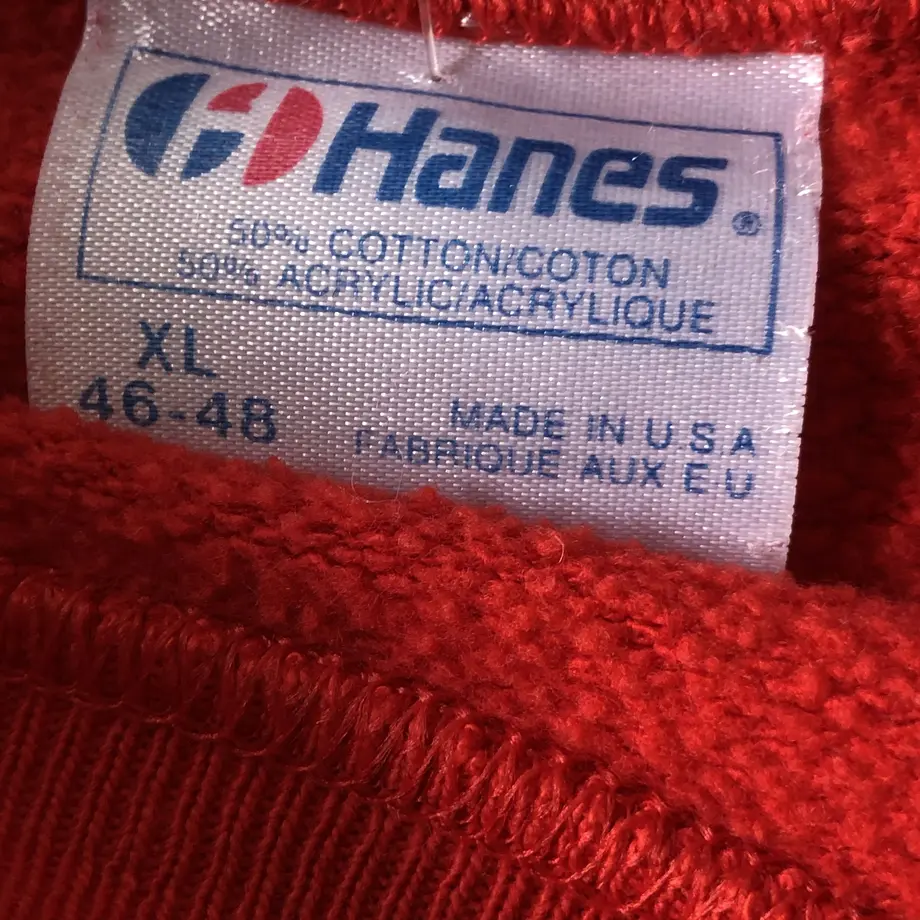 Hanes®
50% COTTON/COTON
50% ACRYLIC/ACRYLIQUE
XL
46-48
MADE IN U.S.A
FABRIQUE AUX E.U